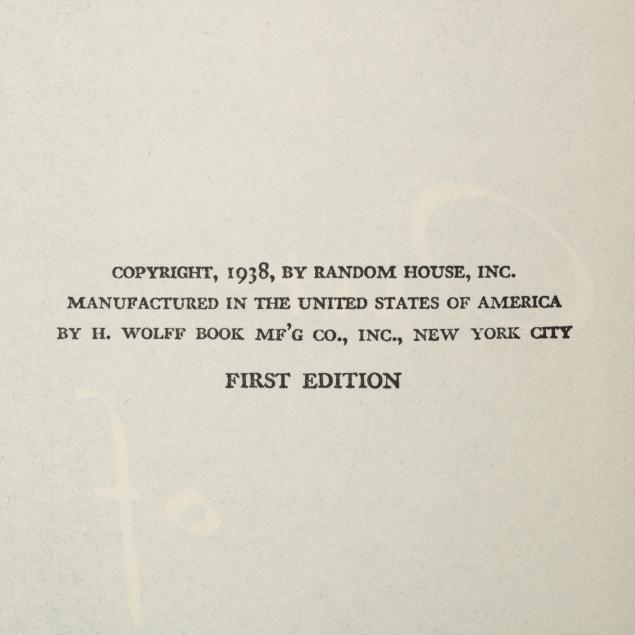 COPYRIGHT, 1938, BY RANDOM HOUSE, INC.
MANUFACTURED IN THE UNITED STATES OF AMERICA
BY H. WOLFF BOOK MF'G CO., INC., NEW YORK CITY
FIRST EDITION